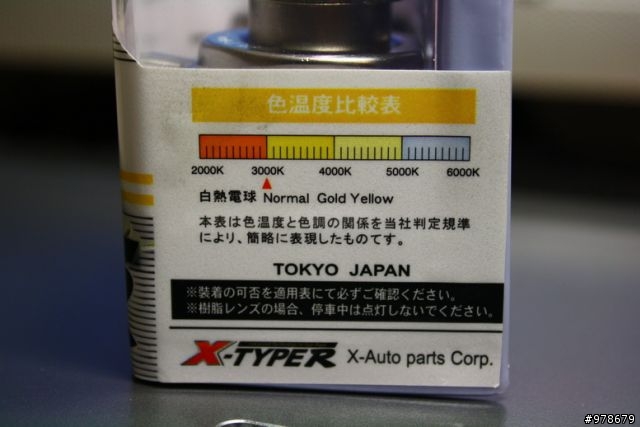 色温度比較表
2000K 3000K 4000K 5000K 6000K
白熱電球 Normal Gold Yellow
本表は色温度と色調の関係を当社判定規準
により、簡略に表現したものてす。
TOKYO JAPAN
※装着の可否を適用表にて必ずご確認ください。
※樹脂レンズの場合、停車中は点灯しないでください。
X-TYPER X-Auto parts Corp.
#978679